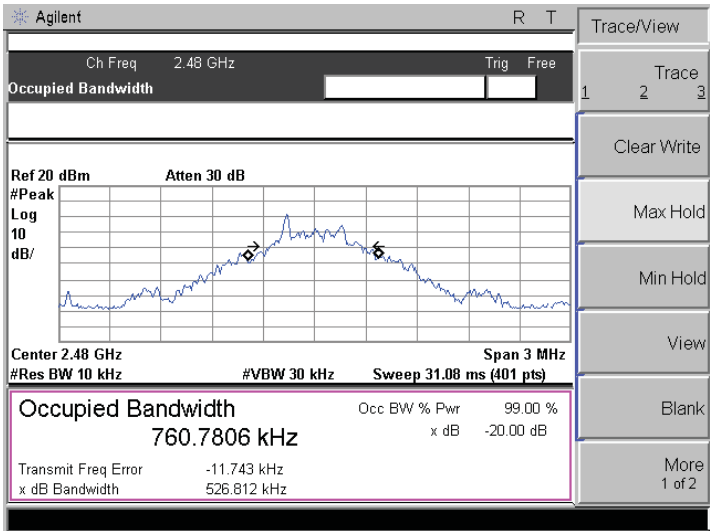 Agilent R T
Ch Freq 2.48 GHz Trig Free
Occupied Bandwidth
Ref 20 dBm Atten 30 dB
#Peak
Log
10
dB/
Center 2.48 GHz Span 3 MHz
#Res BW 10 kHz #VBW 30 kHz Sweep 31.08 ms (401 pts)
Occupied Bandwidth
760.7806 kHz
Occ BW % Pwr 99.00 %
x dB -20.00 dB
Transmit Freq Error -11.743 kHz
x dB Bandwidth 526.812 kHz
Trace/View
Trace
1 2 3
Clear Write
Max Hold
Min Hold
View
Blank
More
1 of 2